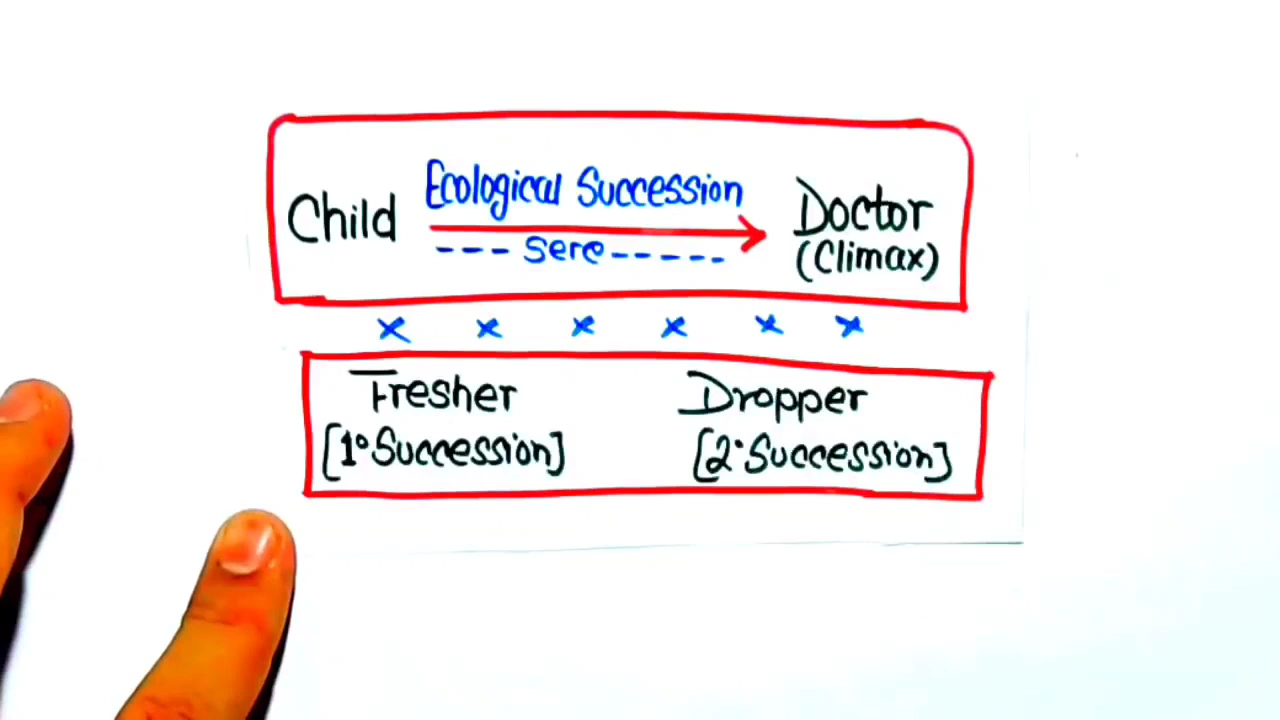 Ecological Succession
Child Doctor
--- Sere -----
(Climax)
x x x x x x
Fresher Dropper
[1° Succession] [2° Succession]